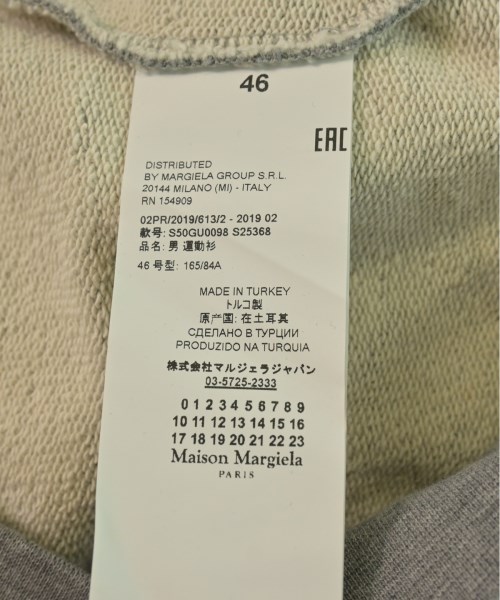 46
EAC
DISTRIBUTED
BY MARGIELA GROUP S.R.L.
20144 MILANO (MI) - ITALY
RN 154909
02PR/2019/613/2 - 2019 02
款号: S50GU0098 S25368
品名: 男 運動衫
46 号型: 165/84A
MADE IN TURKEY
トルコ製
原产国: 在土耳其
СДЕЛАНО В ТУРЦИИ
PRODUZIDO NA TURQUIA
株式会社マルジェラジャパン
03-5725-2333
0 1 2 3 4 5 6 7 8 9
10 11 12 13 14 15 16
17 18 19 20 21 22 23
Maison Margiela
PARIS